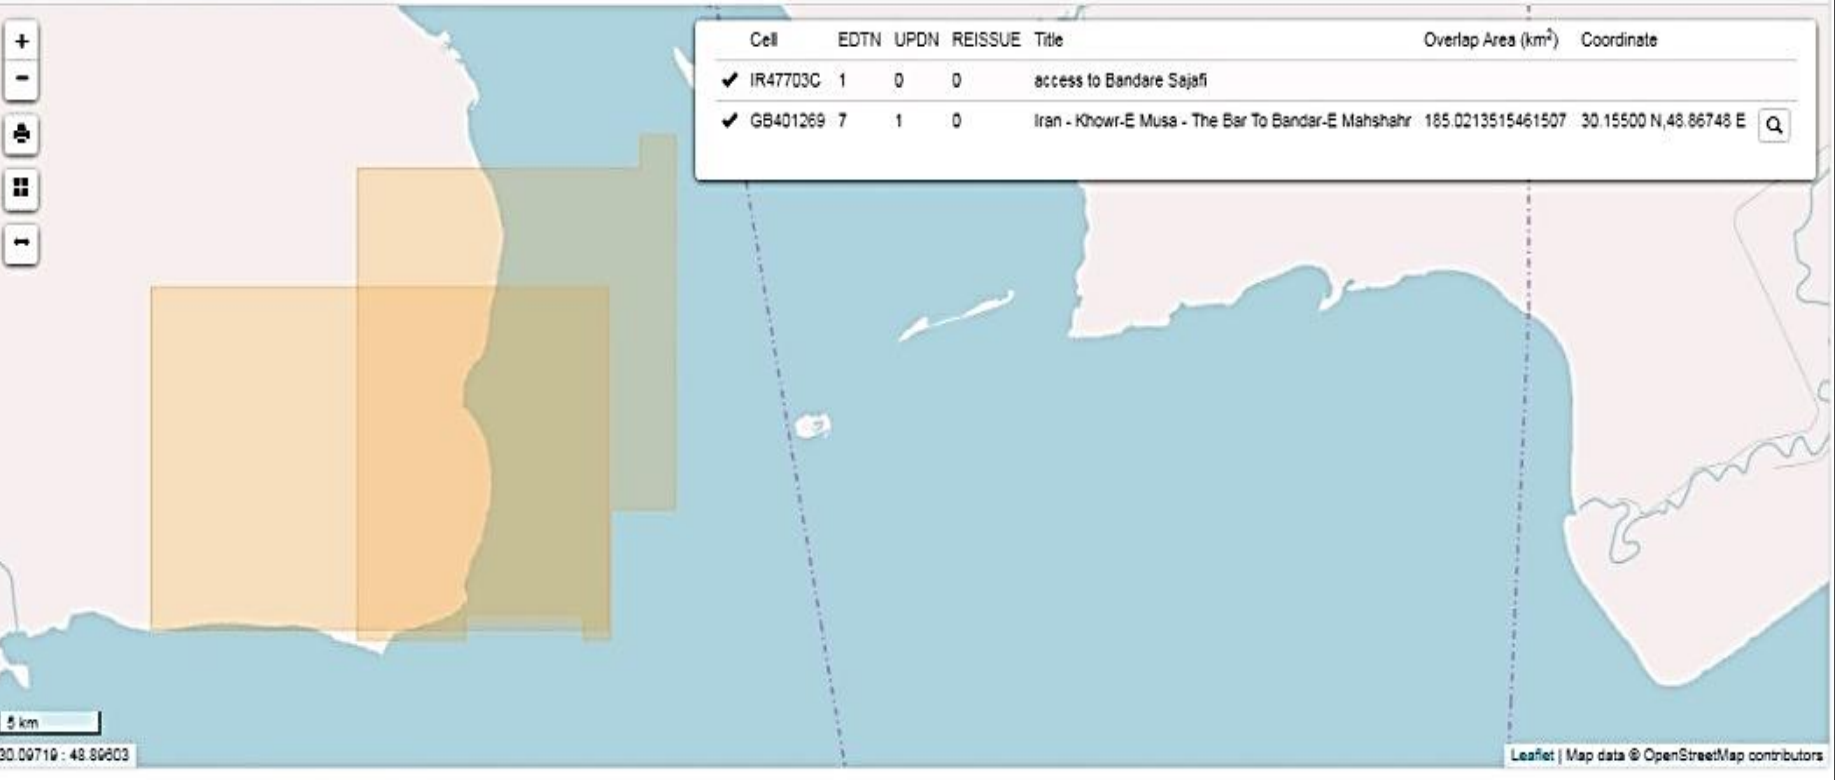 +
Cell EDTN UPDN REISSUE Title Overlap Area (km²) Coordinate
-
✔ IR47703C 1 0 0 access to Bandare Sajafi
✔ GB401269 7 1 0 Iran - Khowr-E Musa - The Bar To Bandar-E Mahshahr 185.0213515461507 30.15500 N,48.86748 E
5 km
30.09719 : 48.89603
Leaflet | Map data © OpenStreetMap contributors